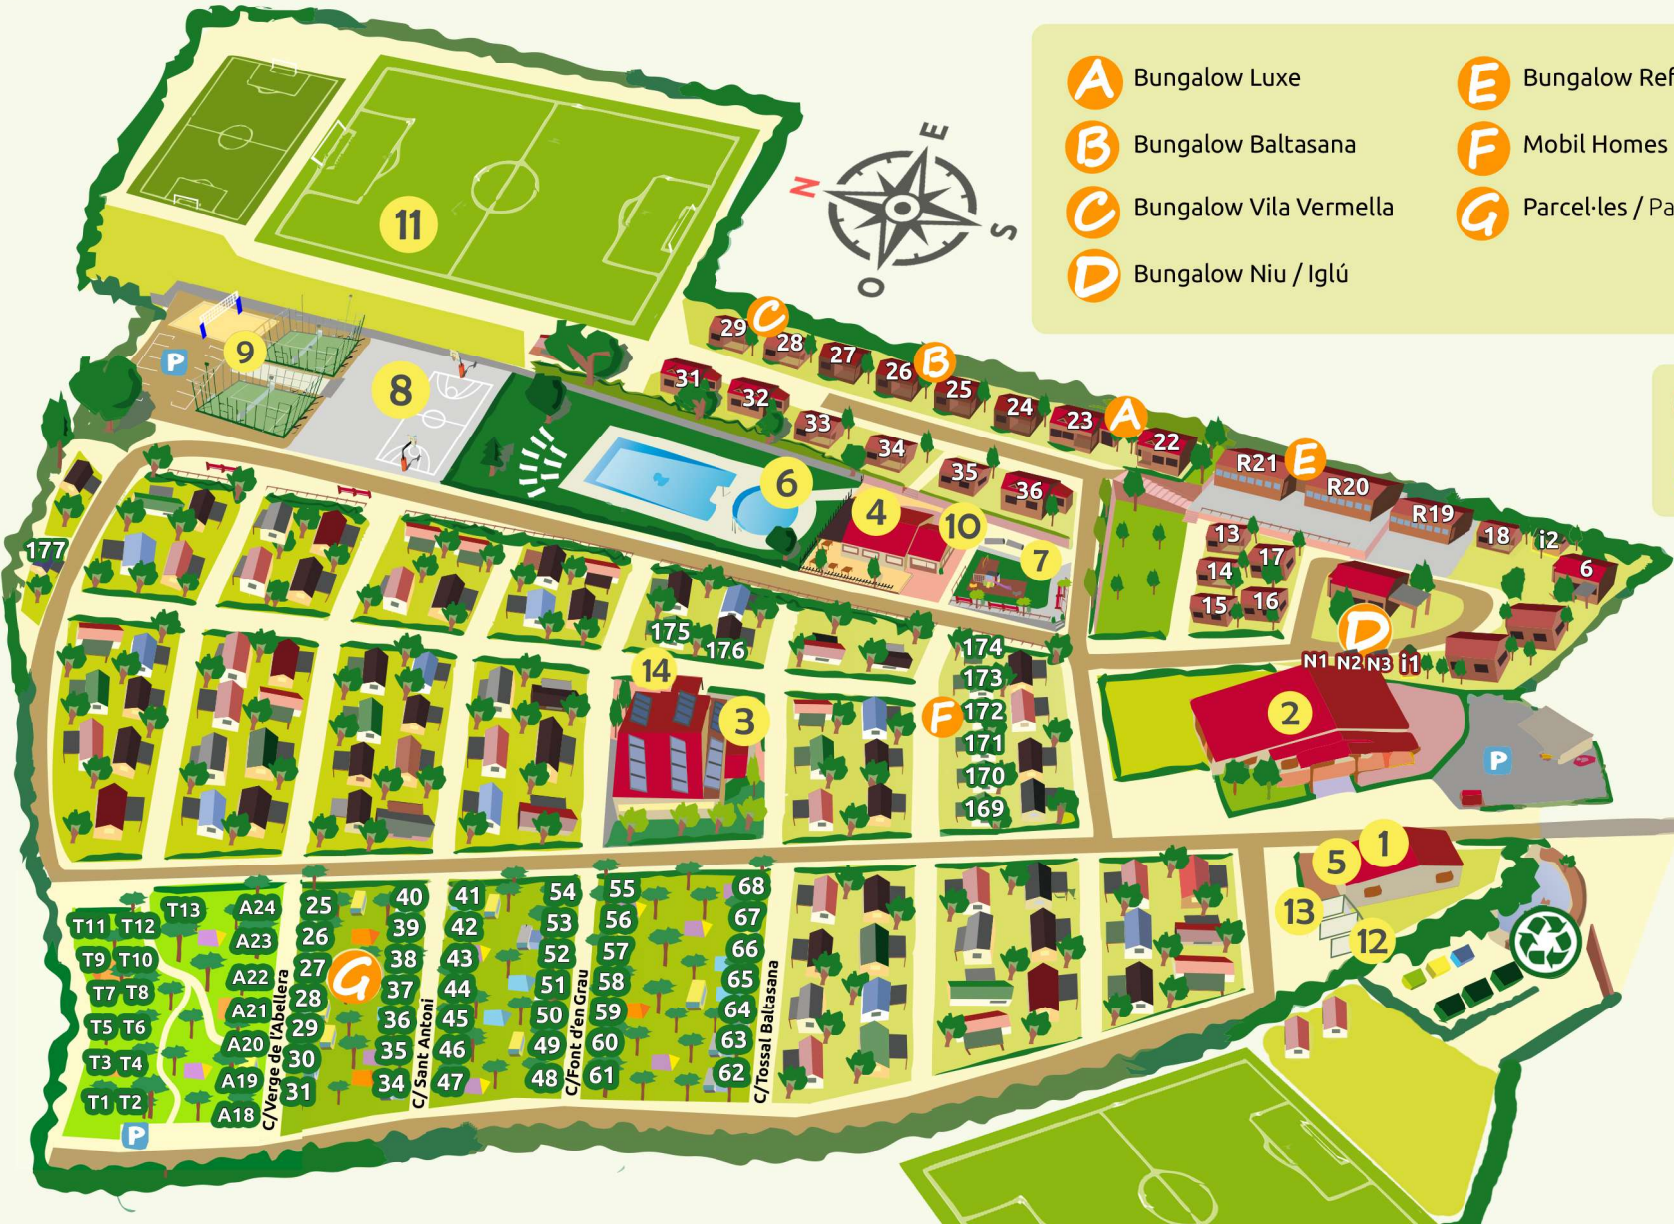 A Bungalow Luxe
B Bungalow Baltasana
C Bungalow Vila Vermella
D Bungalow Niu / Iglú
E Bungalow Ref
F Mobil Homes
G Parcel·les / Pa
N
E
S
O
11
P
9
8
29
C
28
27
26
B
25
24
23
A
22
31
32
33
34
35
36
R21
E
R20
R19
18
i2
6
6
4
10
7
13
17
14
15
16
D
N1 N2 N3 i1
177
175
176
14
3
174
173
F
172
171
170
169
2
P
1
5
13
12
T11 T12
T13
T9 T10
T7 T8
T5 T6
T3 T4
T1 T2
P
A24
A23
A22
A21
A20
A19
A18
C/Verge de l'Abellera
25
26
27
28
29
30
31
G
40
39
38
37
36
35
34
C/ Sant Antoni
41
42
43
44
45
46
47
54
53
52
51
50
49
48
C/Font d'en Grau
55
56
57
58
59
60
61
68
67
66
65
64
63
62
C/Tossal Baltasana